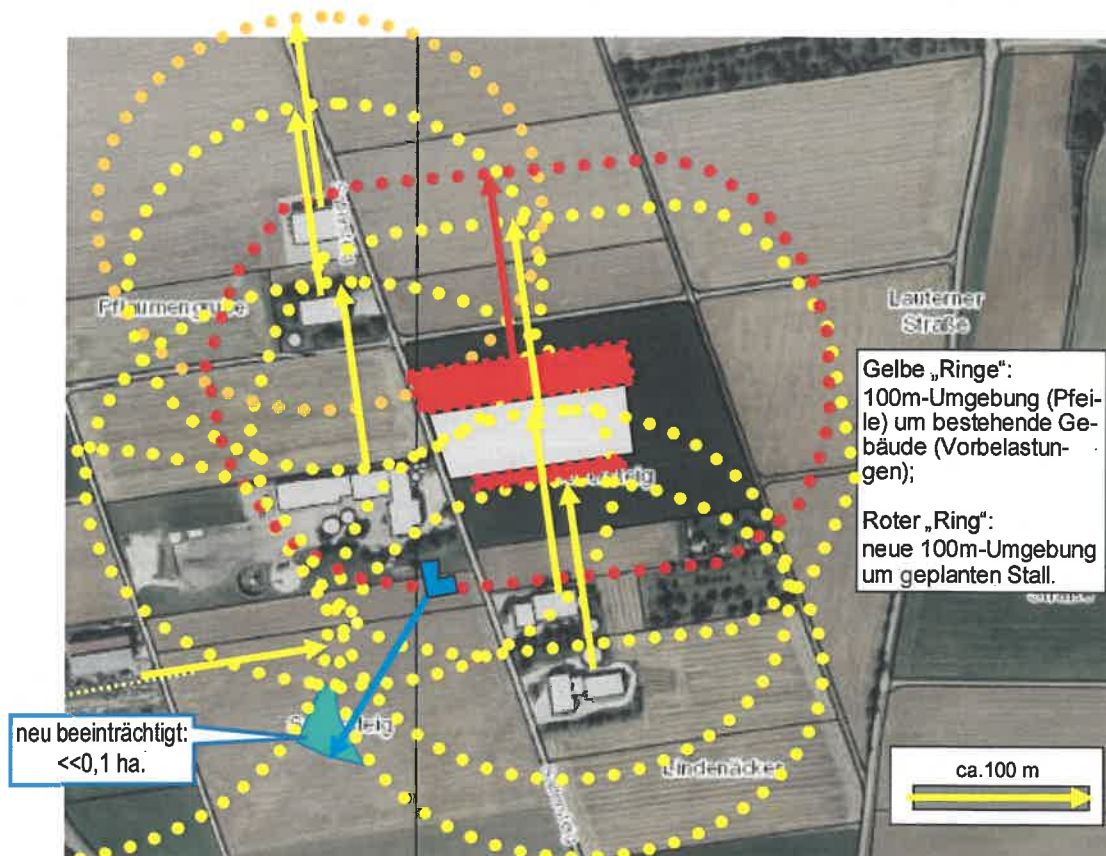 Pflaumengrube
Lauterner
Straße
Gelbe „Ringe“:
100m-Umgebung (Pfei-
le) um bestehende Ge-
bäude (Vorbelastun-
gen);
Roter „Ring“:
neue 100m-Umgebung
um geplanten Stall.
neu beeinträchtigt:
<<0,1 ha.
Lindenäcker
ca.100 m